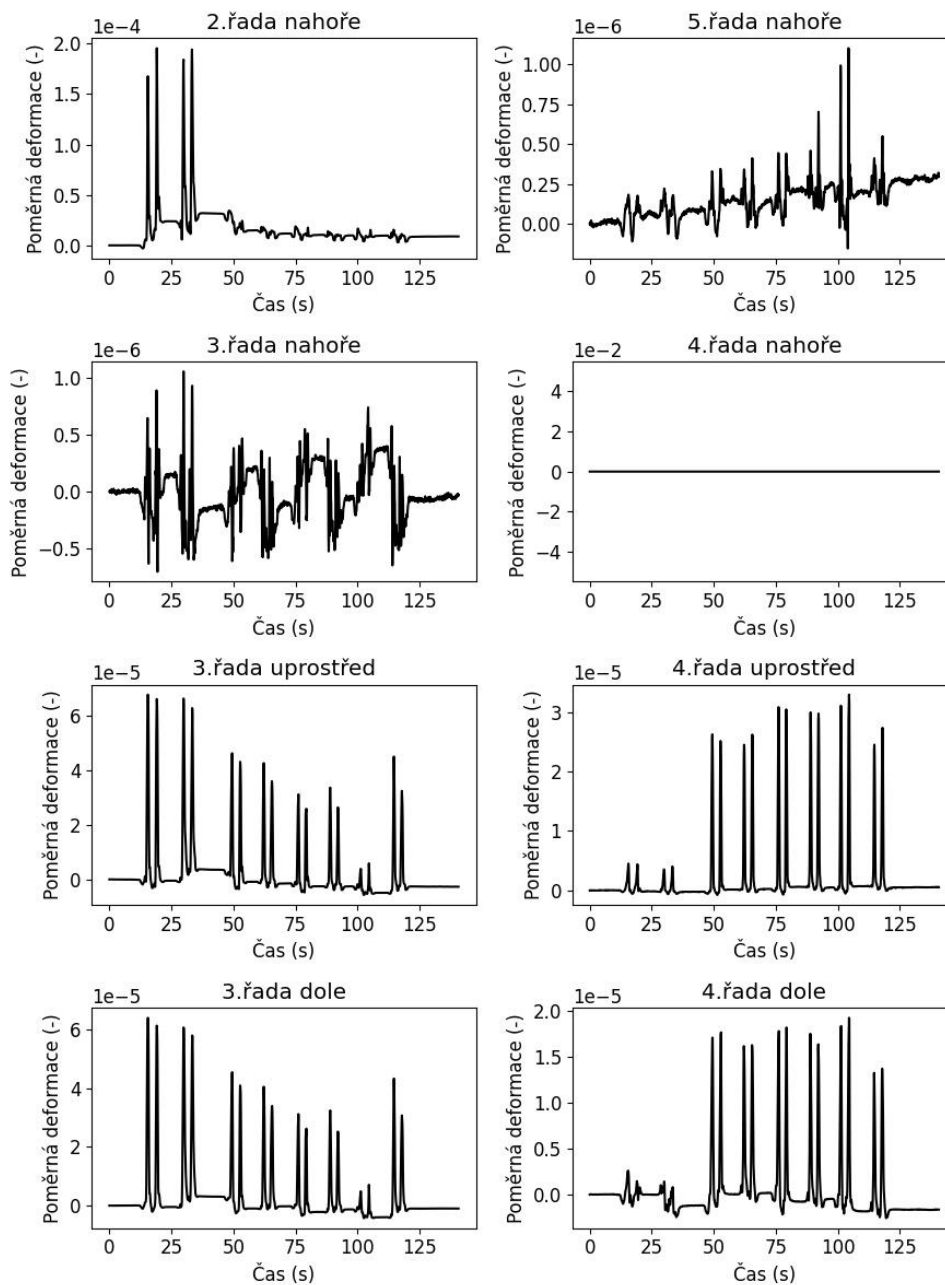 2.řada nahoře
1e−4
Poměrná deformace (-)
2.0
1.5
1.0
0.5
0.0
0 25 50 75 100 125
Čas (s)
5.řada nahoře
1e−6
Poměrná deformace (-)
1.00
0.75
0.50
0.25
0.00
0 25 50 75 100 125
Čas (s)
3.řada nahoře
1e−6
Poměrná deformace (-)
1.0
0.5
0.0
−0.5
0 25 50 75 100 125
Čas (s)
4.řada nahoře
1e−2
Poměrná deformace (-)
4
2
0
−2
−4
0 25 50 75 100 125
Čas (s)
3.řada uprostřed
1e−5
Poměrná deformace (-)
6
4
2
0
0 25 50 75 100 125
Čas (s)
4.řada uprostřed
1e−5
Poměrná deformace (-)
3
2
1
0
0 25 50 75 100 125
Čas (s)
3.řada dole
1e−5
Poměrná deformace (-)
6
4
2
0
0 25 50 75 100 125
Čas (s)
4.řada dole
1e−5
Poměrná deformace (-)
2.0
1.5
1.0
0.5
0.0
0 25 50 75 100 125
Čas (s)